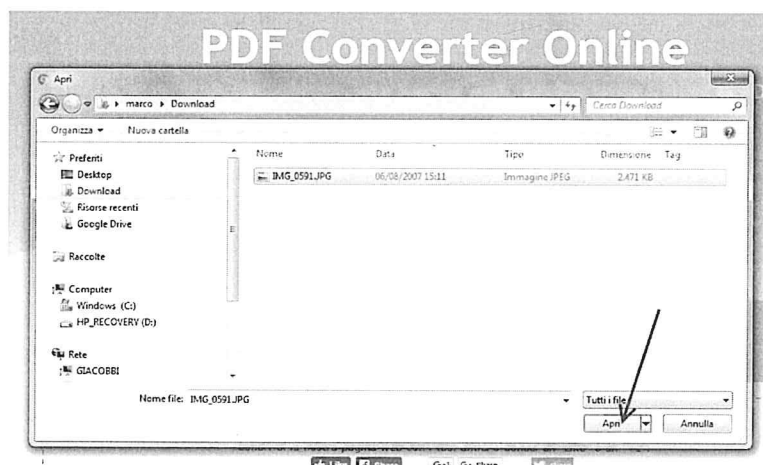 PDF Converter Online
Apri
marco ▸ Download
Cerca Download
Organizza
Nuova cartella
Nome Data Tipo Dimensione Tag
Preferiti
Desktop
Download
Risorse recenti
Google Drive
Raccolte
Computer
Windows (C:)
HP_RECOVERY (D:)
Rete
GIACOBBI
IMG_0591.JPG 06/08/2007 15:11 Immagine JPEG 2.471 KB
Nome file: IMG_0591.JPG
Tutti i file
Apri
Annulla